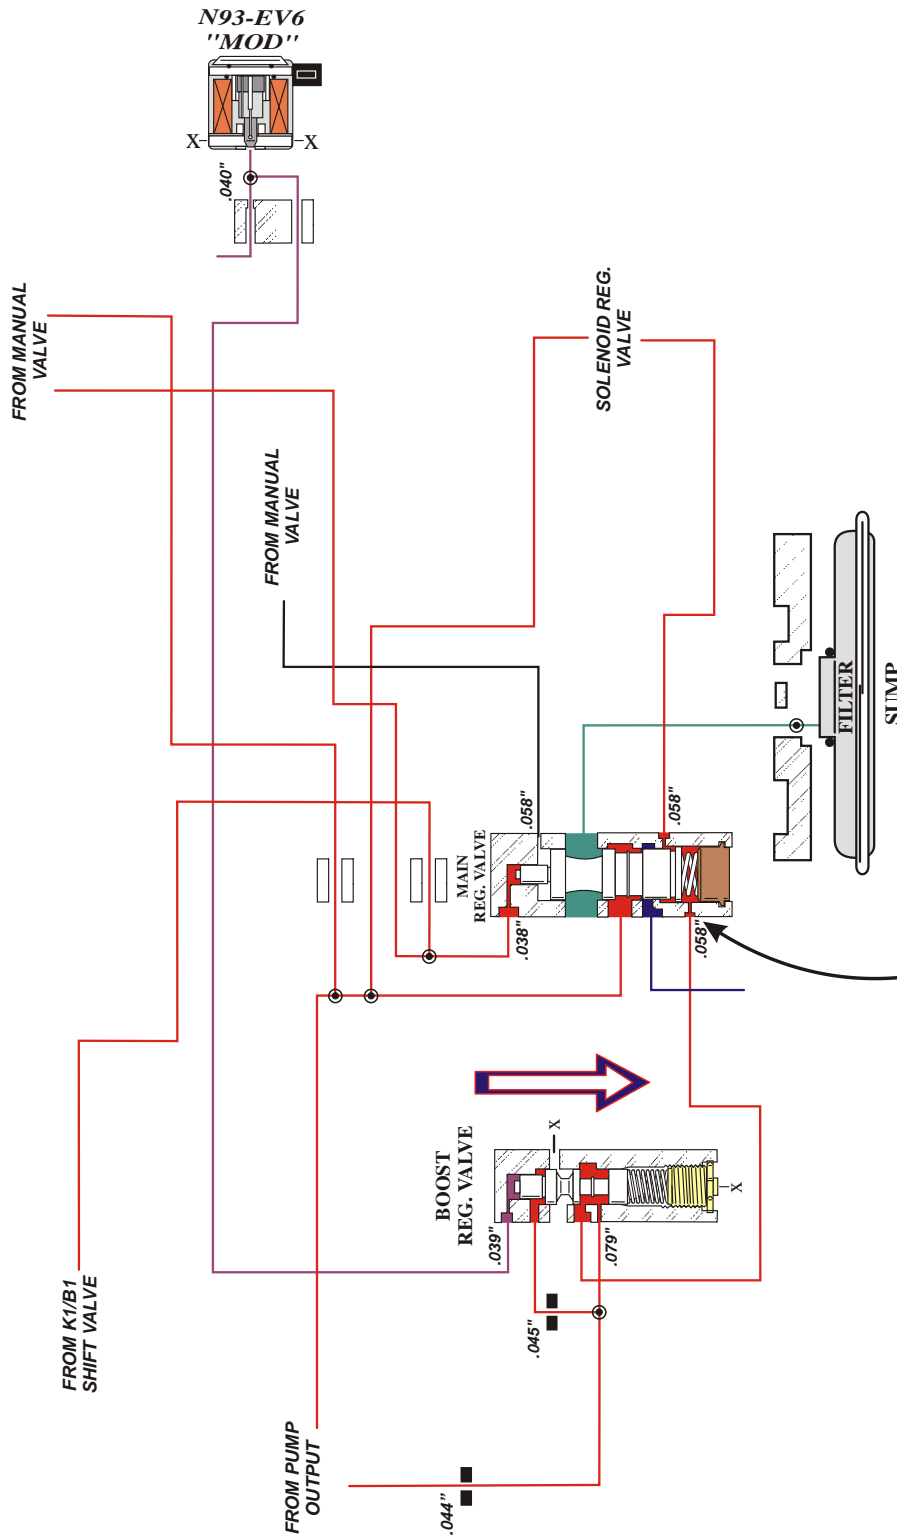 N93-EV6
"MOD"
X
X
.040"
FROM MANUAL
VALVE
SOLENOID REG.
VALVE
FROM MANUAL
VALVE
FILTER
SUMP
.058"
.058"
MAIN
REG. VALVE
.038"
.058"
BOOST
REG. VALVE
X
X
.039"
.079"
.045"
FROM K1/B1
SHIFT VALVE
FROM PUMP
OUTPUT
.044"